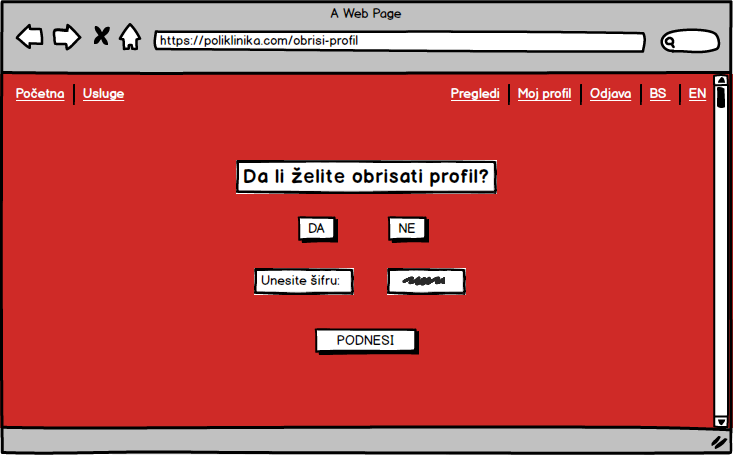 A Web Page
https://poliklinika.com/obrisi-profil
Početna Usluge Pregledi Moj profil Odjava BS EN
Da li želite obrisati profil?
DA NE
Unesite šifru:
PODNESI